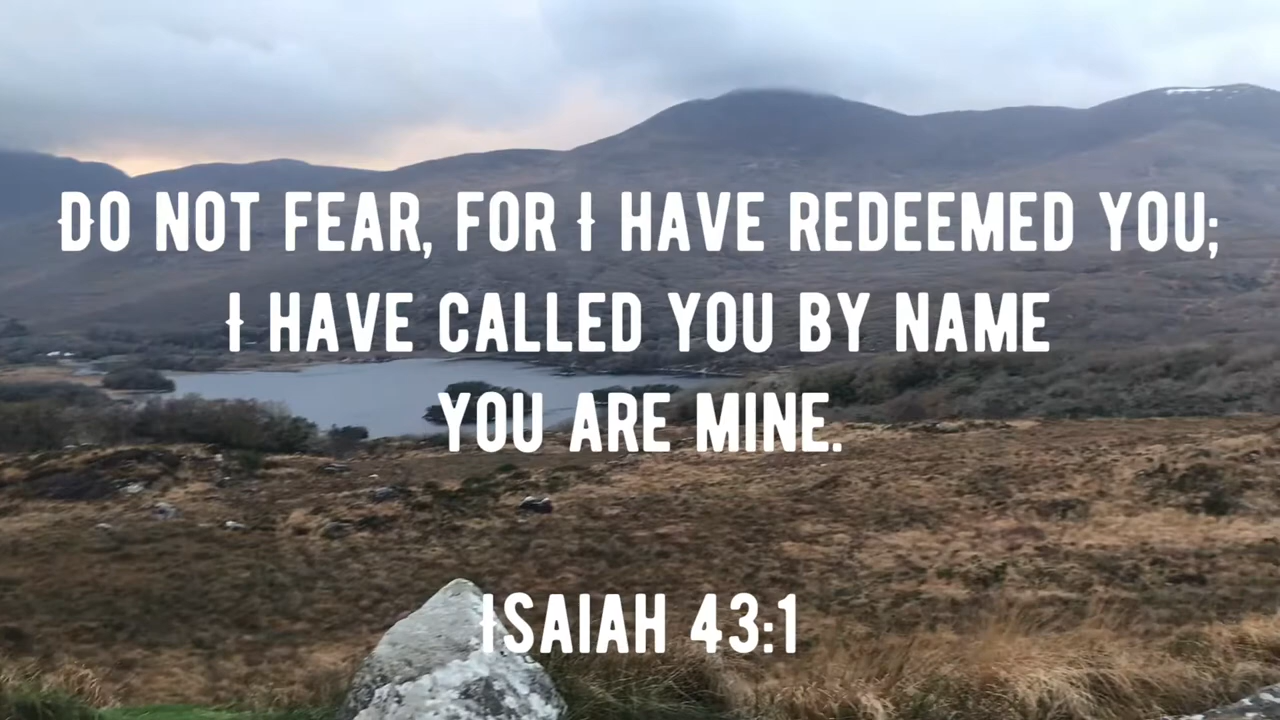 Do not fear, for I have redeemed you;
I have called you by name
you are mine.
Isaiah 43:1